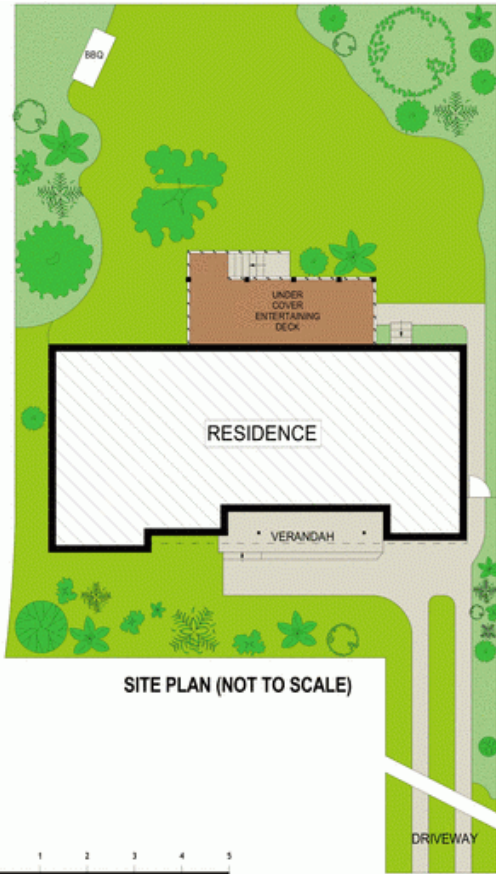 BBQ
UNDER
COVER
ENTERTAINING
DECK
RESIDENCE
VERANDAH
SITE PLAN (NOT TO SCALE)
DRIVEWAY
1 2 3 4 5